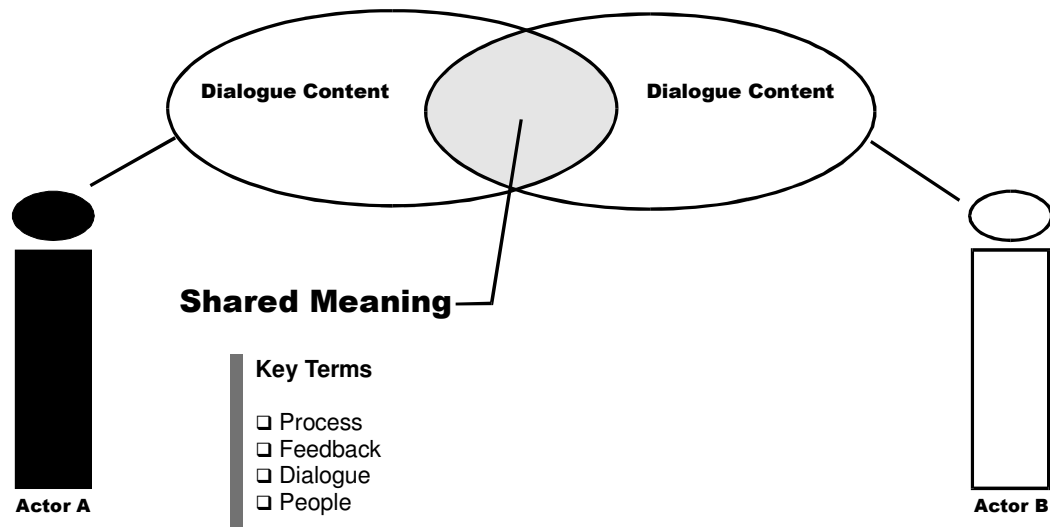 Dialogue Content
Dialogue Content
Shared Meaning
Key Terms
❑ Process
❑ Feedback
❑ Dialogue
❑ People
Actor A
Actor B